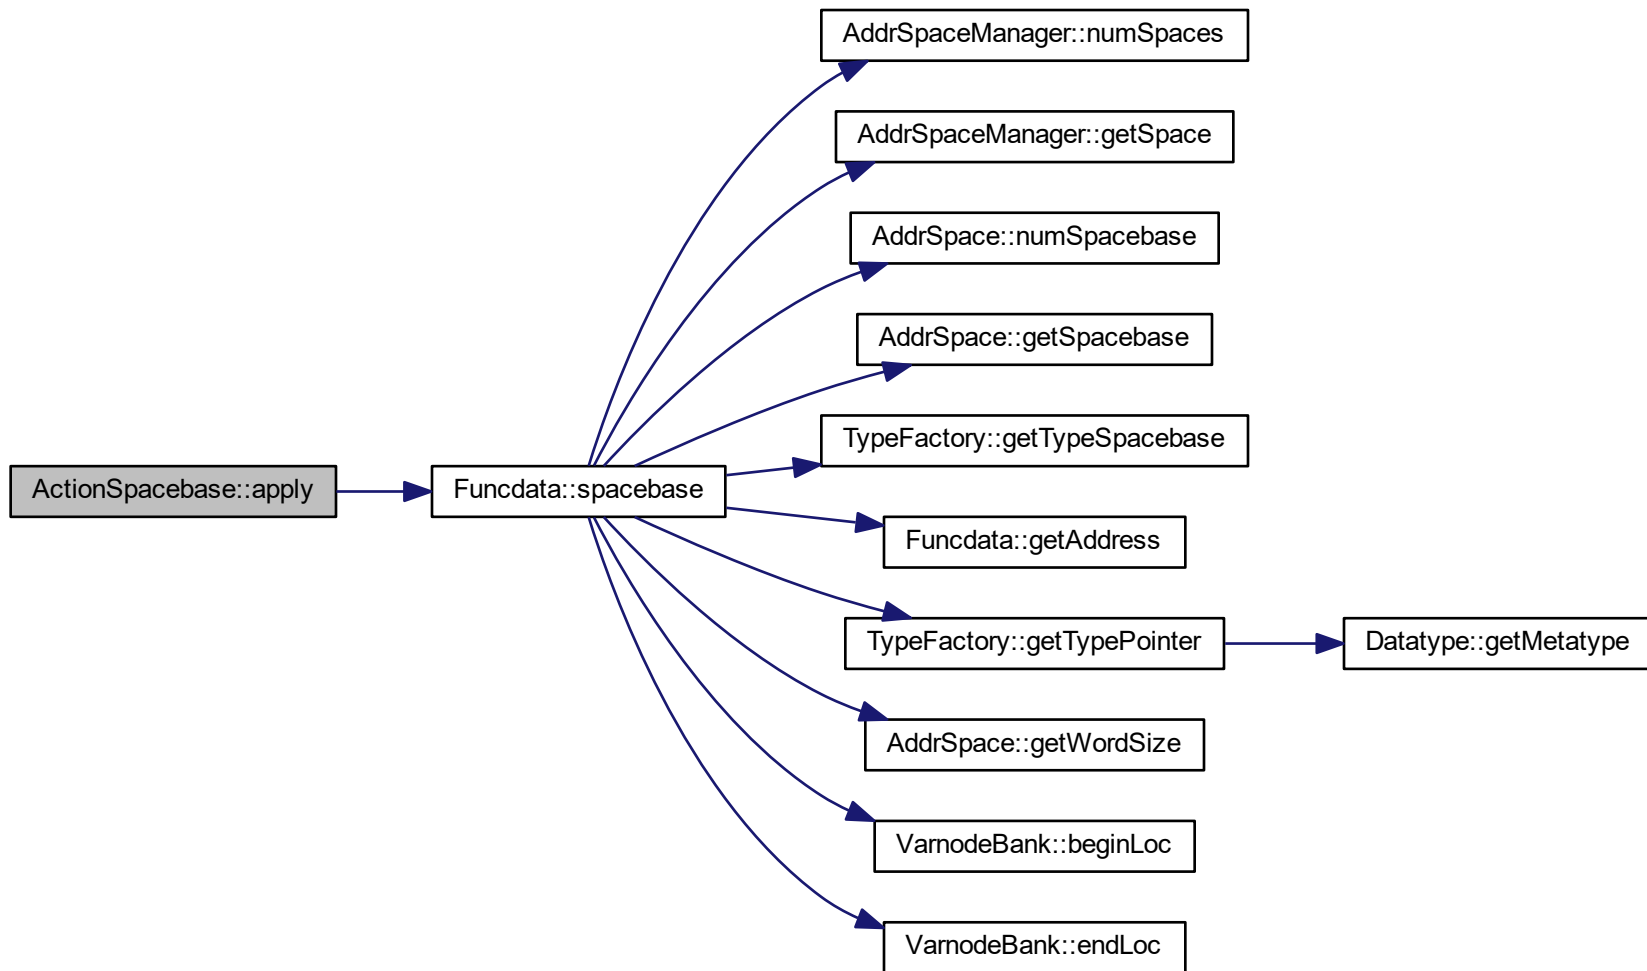 AddrSpaceManager::numSpaces
AddrSpaceManager::getSpace
AddrSpace::numSpacebase
AddrSpace::getSpacebase
TypeFactory::getTypeSpacebase
ActionSpacebase::apply
Funcdata::spacebase
Funcdata::getAddress
TypeFactory::getTypePointer
Datatype::getMetatype
AddrSpace::getWordSize
VarnodeBank::beginLoc
VarnodeBank::endLoc